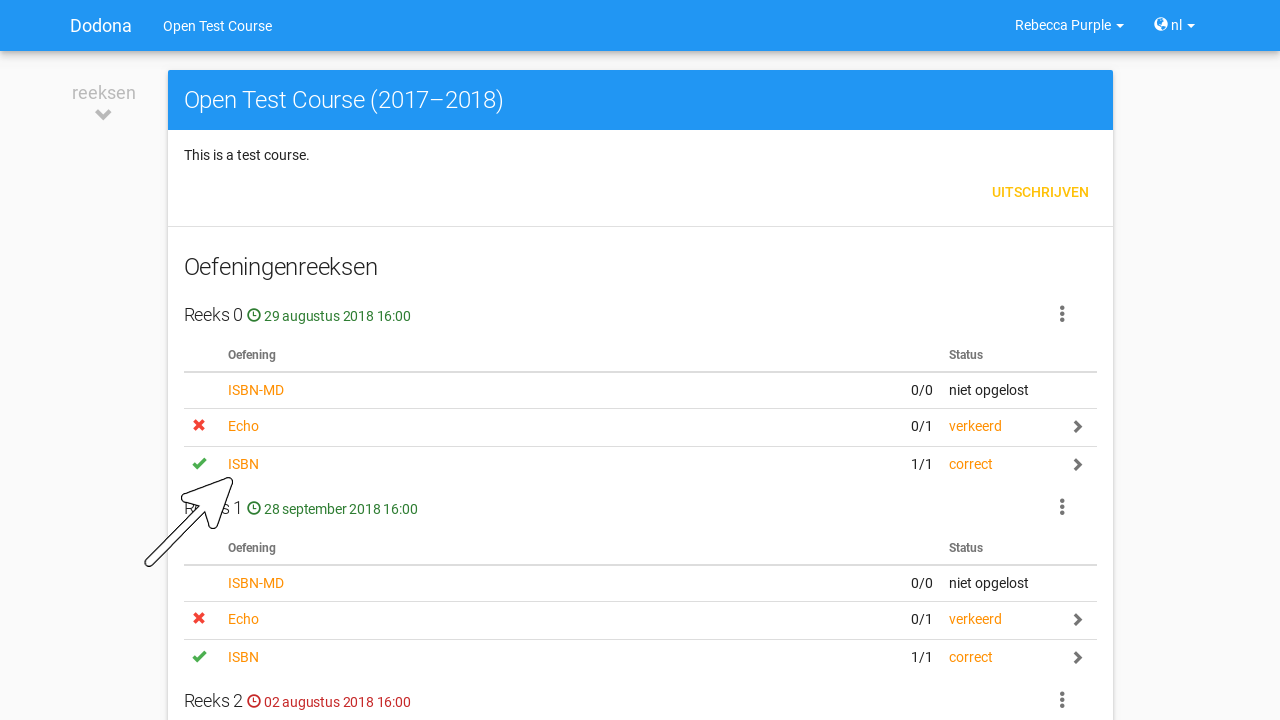 Dodona Open Test Course Rebecca Purple nl
reeksen
Open Test Course (2017–2018)
This is a test course.
UITSCHRIJVEN
Oefeningenreeksen
Reeks 0 29 augustus 2018 16:00
Oefening Status
ISBN-MD 0/0 niet opgelost
Echo 0/1 verkeerd
ISBN 1/1 correct
Reeks 1 28 september 2018 16:00
Oefening Status
ISBN-MD 0/0 niet opgelost
Echo 0/1 verkeerd
ISBN 1/1 correct
Reeks 2 02 augustus 2018 16:00